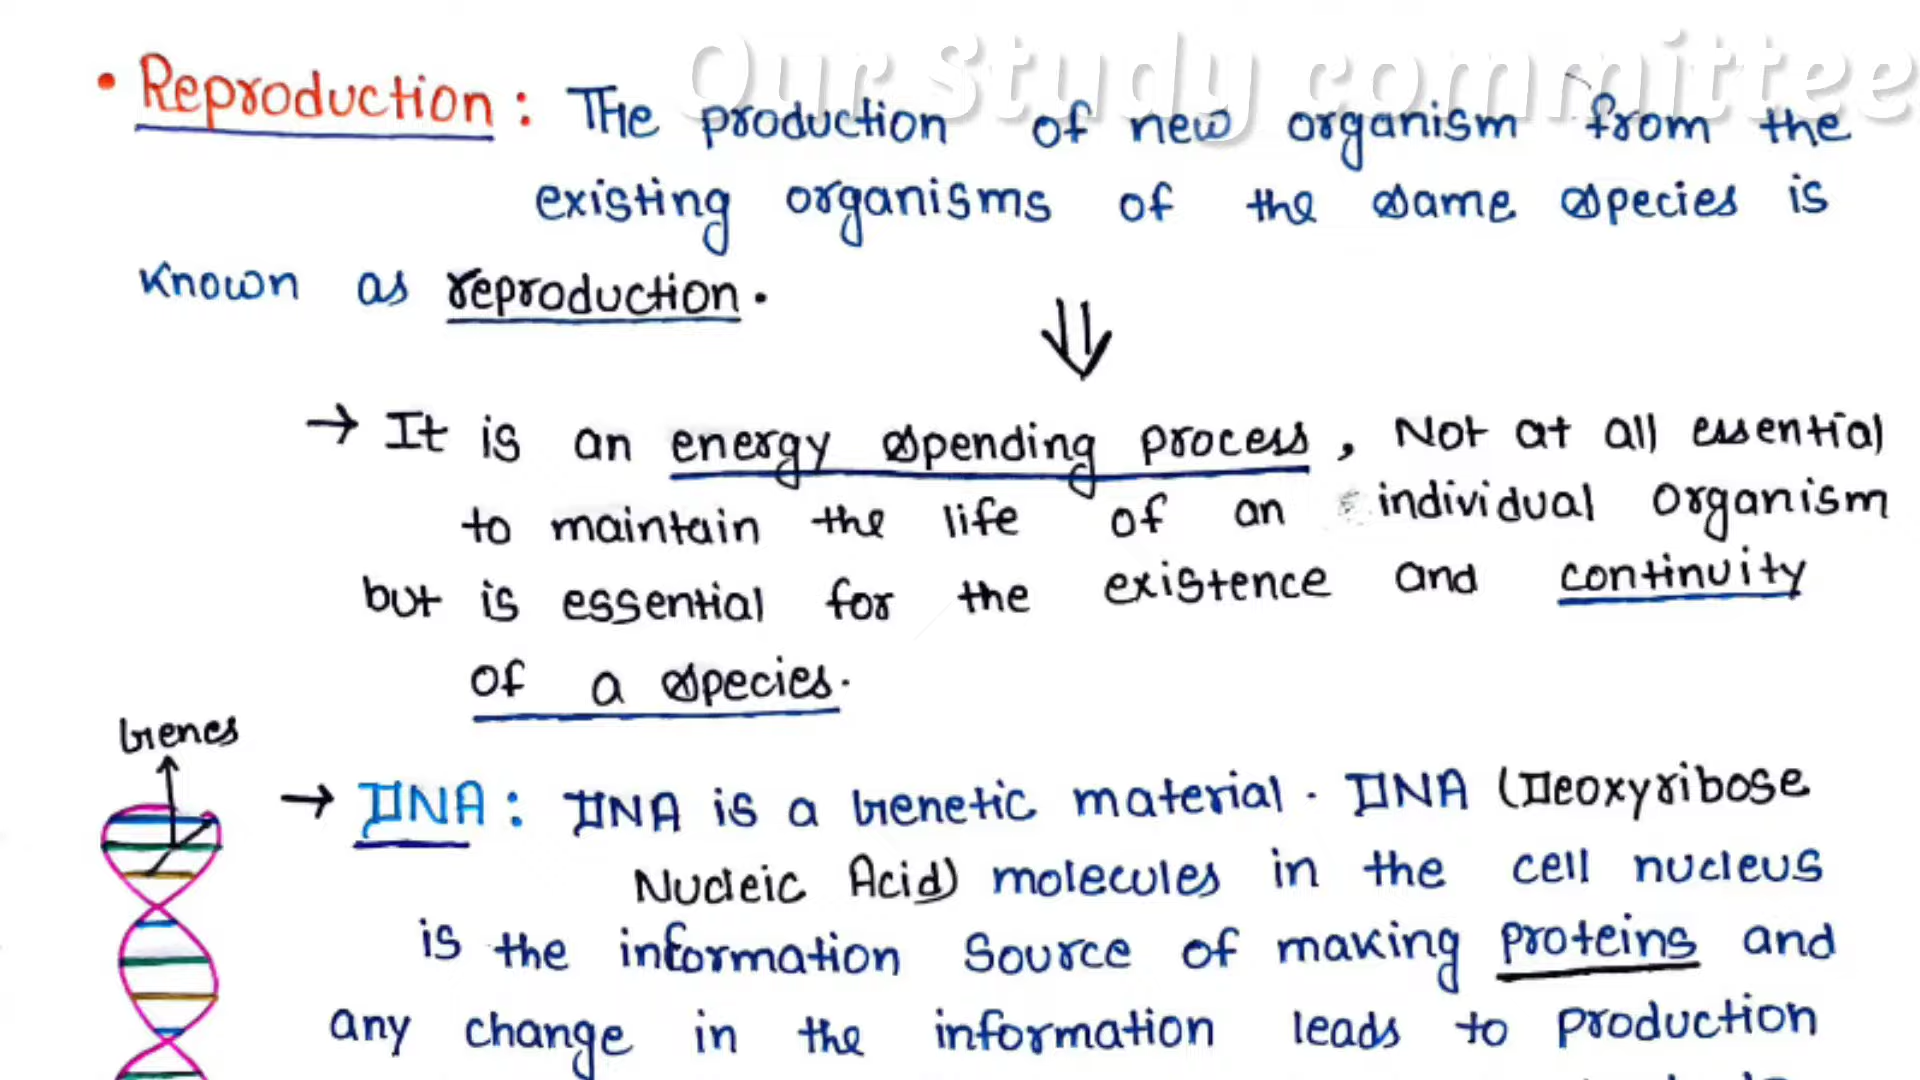 Our Study committee
• Reproduction : THe production of new organism from the
existing organisms of the same species is
known as reproduction.
→ It is an energy spending process, Not at all essential
to maintain the life of an individual organism
but is essential for the existence and continuity
of a species.
Genes
→ DNA : DNA is a Genetic material. DNA (Deoxyribose
Nucleic Acid) molecules in the cell nucleus
is the information source of making proteins and
any change in the information leads to production